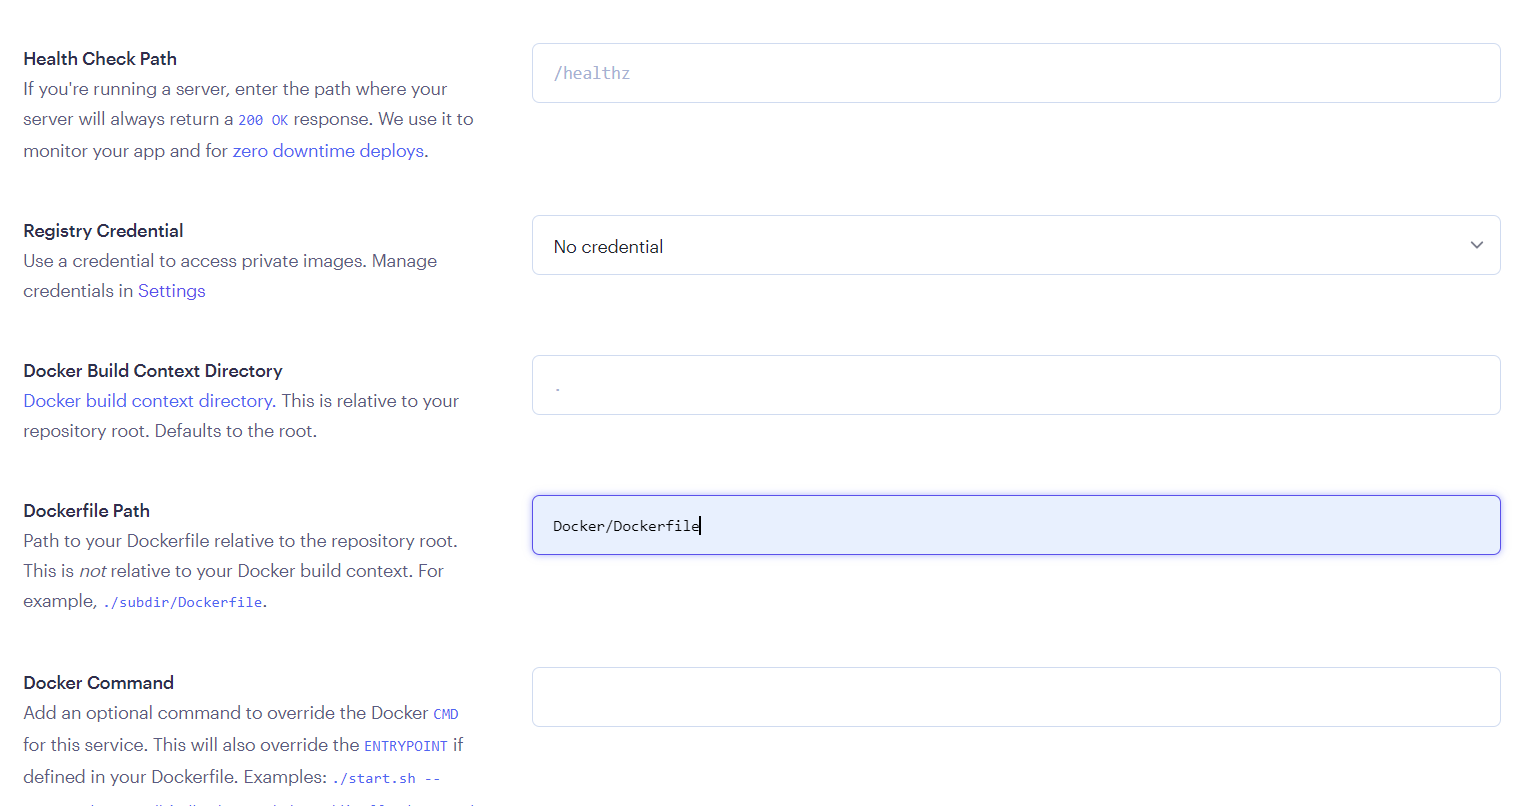 Health Check Path
If you're running a server, enter the path where your
server will always return a 200 OK response. We use it to
monitor your app and for zero downtime deploys.
/healthz
Registry Credential
Use a credential to access private images. Manage
credentials in Settings
No credential
Docker Build Context Directory
Docker build context directory. This is relative to your
repository root. Defaults to the root.
.
Dockerfile Path
Path to your Dockerfile relative to the repository root.
This is not relative to your Docker build context. For
example, ./subdir/Dockerfile.
Docker/Dockerfile
Docker Command
Add an optional command to override the Docker CMD
for this service. This will also override the ENTRYPOINT if
defined in your Dockerfile. Examples: ./start.sh --